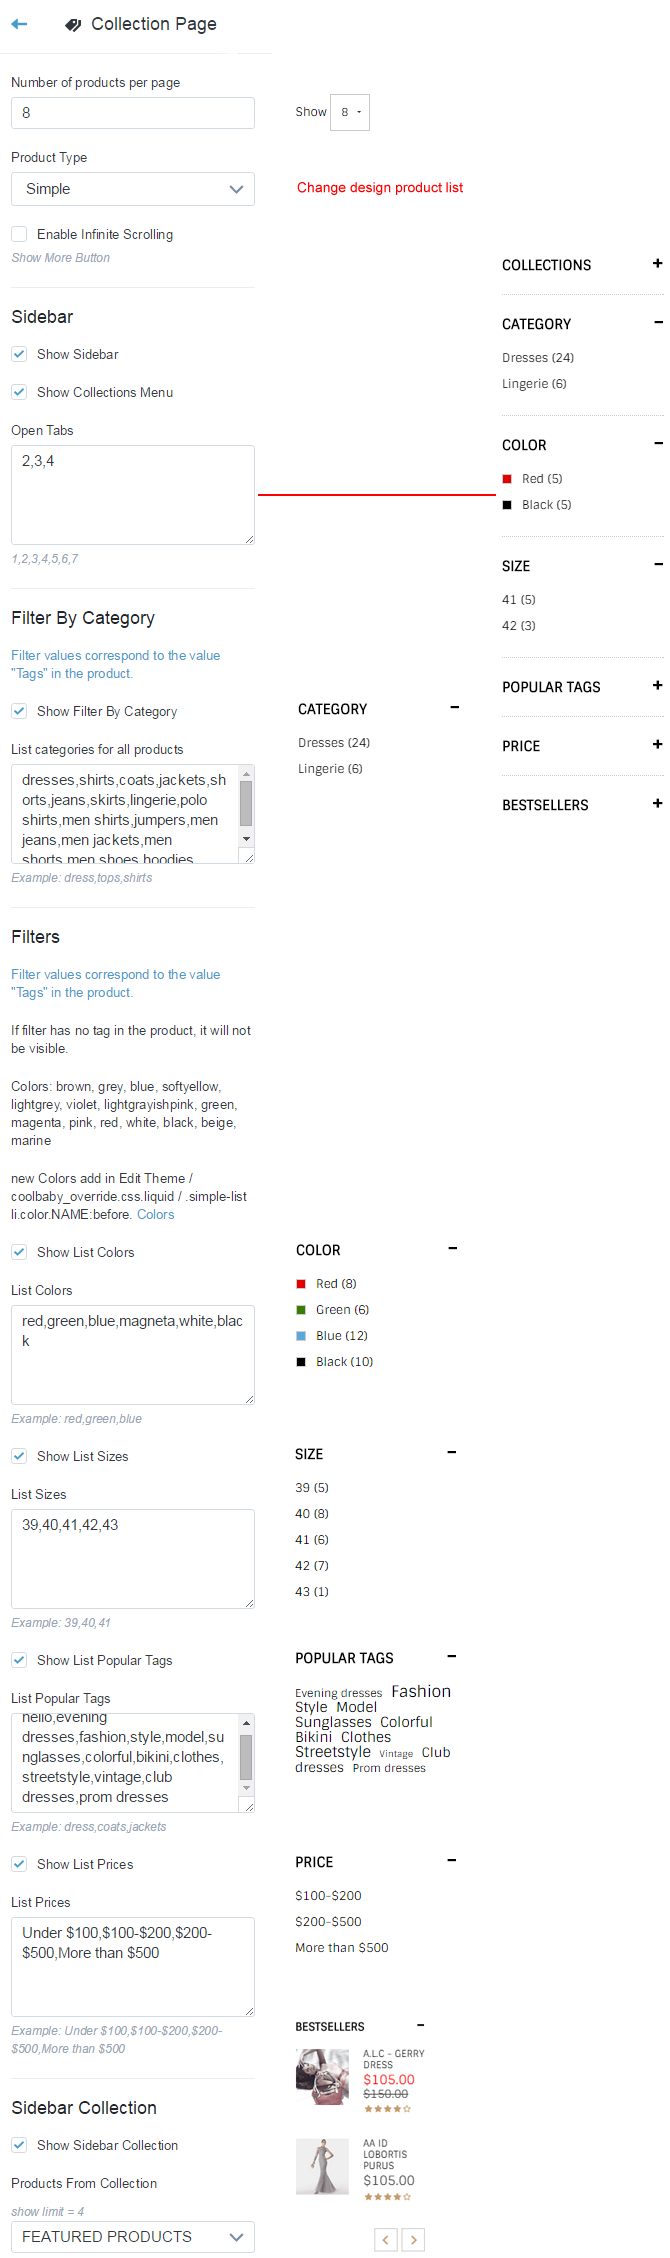 Collection Page
Number of products per page
8
Show 8
Product Type
Simple
Change design product list
Enable Infinite Scrolling
Show More Button
Sidebar
Show Sidebar
Show Collections Menu
Open Tabs
2,3,4
1,2,3,4,5,6,7
COLLECTIONS
CATEGORY
Dresses (24)
Lingerie (6)
COLOR
Red (5)
Black (5)
SIZE
41 (5)
42 (3)
POPULAR TAGS
PRICE
BESTSELLERS
Filter By Category
Filter values correspond to the value
"Tags" in the product.
Show Filter By Category
List categories for all products
dresses,shirts,coats,jackets,sh
orts,jeans,skirts,lingerie,polo
shirts,men shirts,jumpers,men
jeans,men jackets,men
shorts,men shoes,hoodies
Example: dress,tops,shirts
CATEGORY
Dresses (24)
Lingerie (6)
Filters
Filter values correspond to the value
"Tags" in the product.
If filter has no tag in the product, it will not
be visible.
Colors: brown, grey, blue, softyellow,
lightgrey, violet, lightgrayishpink, green,
magenta, pink, red, white, black, beige,
marine
new Colors add in Edit Theme /
coolbaby_override.css.liquid / .simple-list
li.color.NAME:before. Colors
Show List Colors
List Colors
red,green,blue,magneta,white,blac
k
Example: red,green,blue
COLOR
Red (8)
Green (6)
Blue (12)
Black (10)
Show List Sizes
List Sizes
39,40,41,42,43
Example: 39,40,41
SIZE
39 (5)
40 (8)
41 (6)
42 (7)
43 (1)
Show List Popular Tags
List Popular Tags
hello,evening
dresses,fashion,style,model,su
nglasses,colorful,bikini,clothes,
streetstyle,vintage,club
dresses,prom dresses
Example: dress,coats,jackets
POPULAR TAGS
Evening dresses Fashion
Style Model
Sunglasses Colorful
Bikini Clothes
Streetstyle Vintage Club
dresses Prom dresses
Show List Prices
List Prices
Under $100,$100-$200,$200-
$500,More than $500
Example: Under $100,$100-$200,$200-
$500,More than $500
PRICE
$100-$200
$200-$500
More than $500
BESTSELLERS
A.L.C - GERRY
DRESS
$105.00
$150.00
AA ID
LOBORTIS
PURUS
$105.00
Sidebar Collection
Show Sidebar Collection
Products From Collection
show limit = 4
FEATURED PRODUCTS